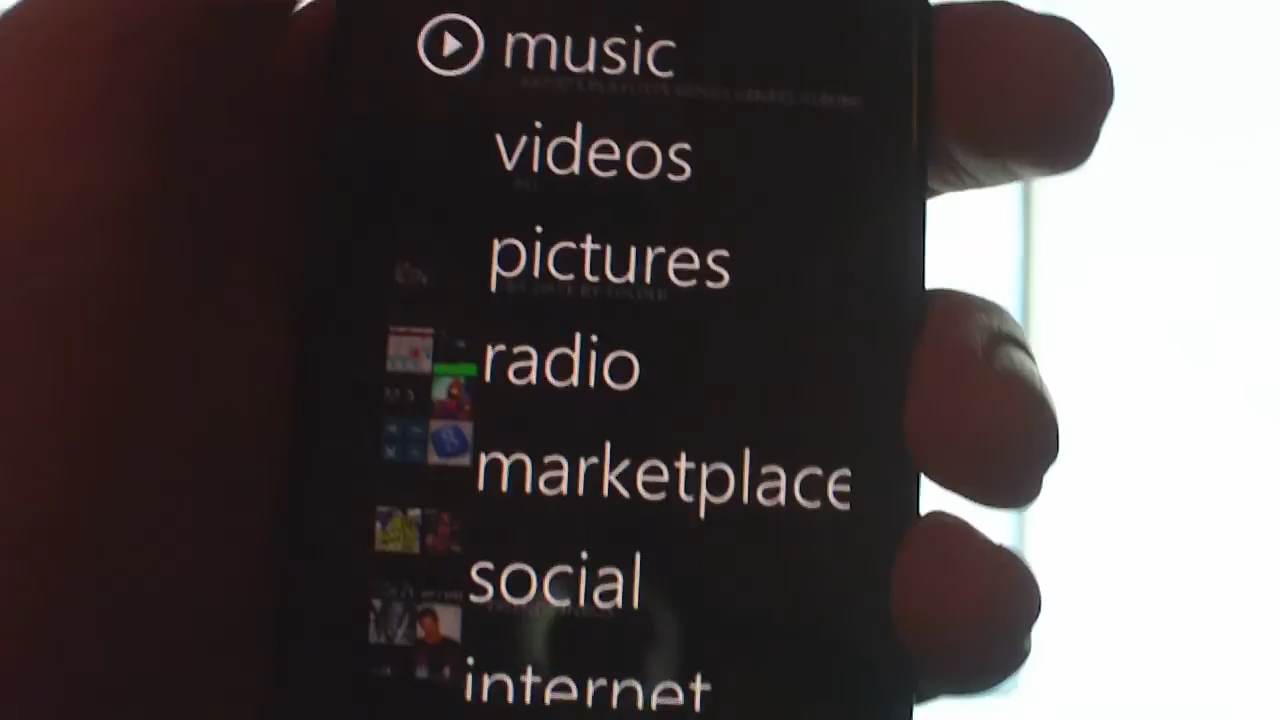 music
videos
pictures
radio
marketplace
social
internet